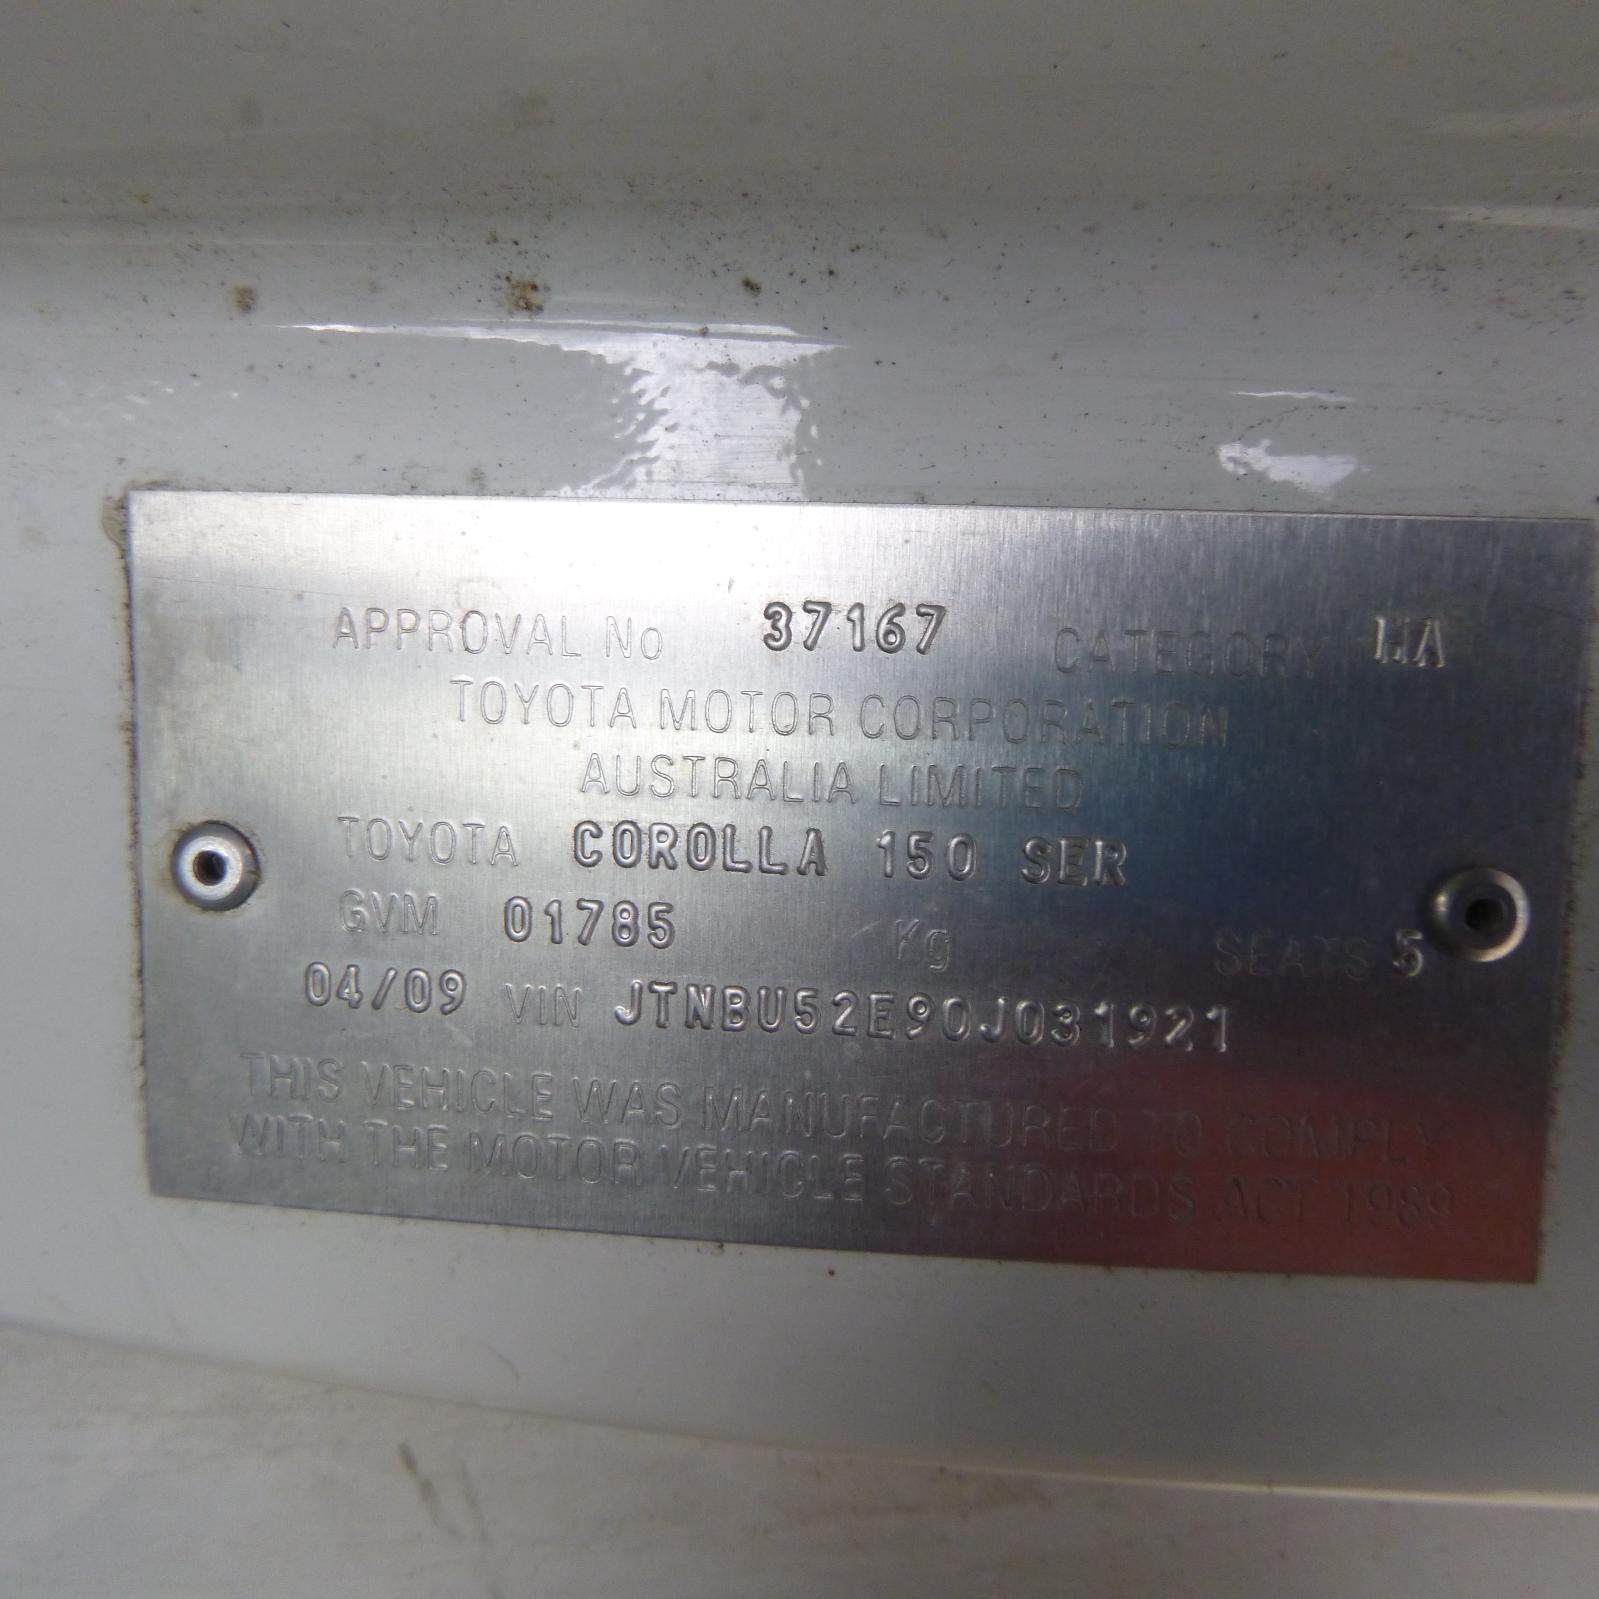 APPROVAL No 37167 CATEGORY MA
TOYOTA MOTOR CORPORATION
AUSTRALIA LIMITED
TOYOTA COROLLA 150 SER
GVM 01785 Kg SEATS 5
04/09 VIN JTNBU52E90J031921
THIS VEHICLE WAS MANUFACTURED TO COMPLY
WITH THE MOTOR VEHICLE STANDARDS ACT 1989